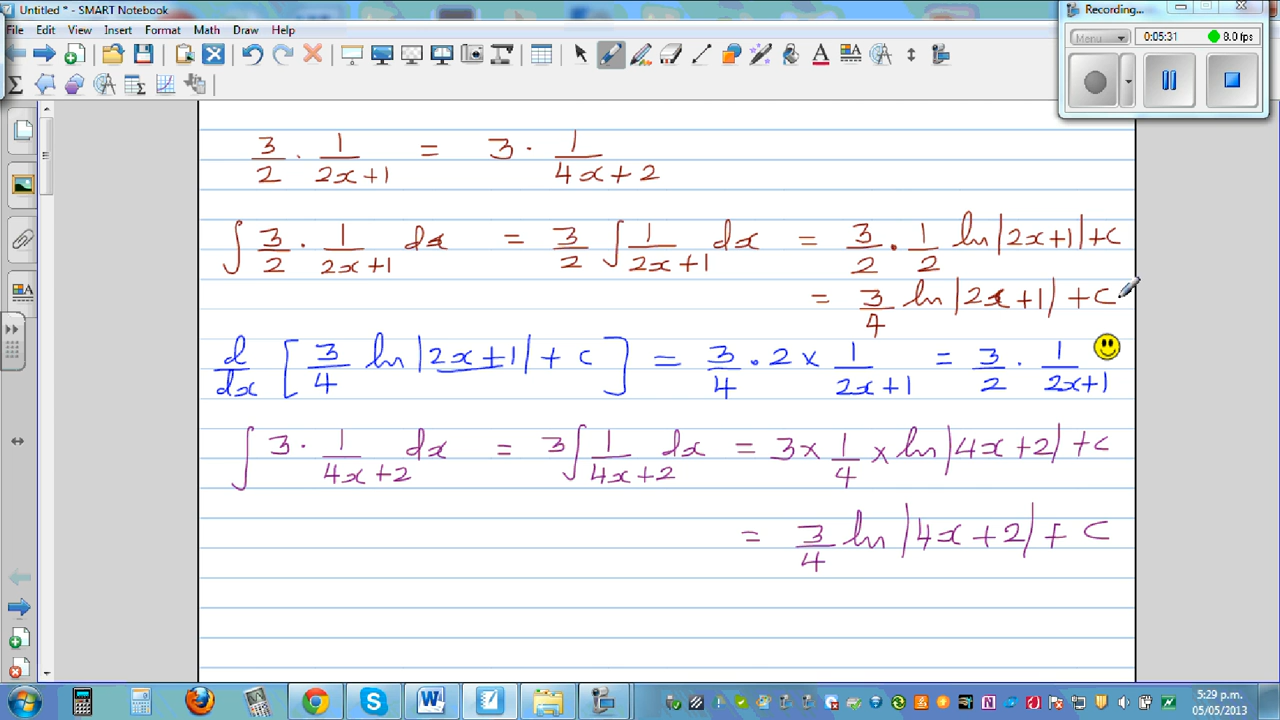 Untitled * - SMART Notebook
Recording...
File Edit View Insert Format Math Draw Help
Menu 0:05:31 8.0 fps
3/2 · 1/(2x+1) = 3 · 1/(4x+2)
∫ 3/2 · 1/(2x+1) dx = 3/2 ∫ 1/(2x+1) dx = 3/2 · 1/2 ln|2x+1|+c
= 3/4 ln|2x+1| + c
d/dx [ 3/4 ln|2x+1| + c ] = 3/4 · 2 × 1/(2x+1) = 3/2 · 1/(2x+1)
∫ 3 · 1/(4x+2) dx = 3 ∫ 1/(4x+2) dx = 3 × 1/4 × ln|4x+2| + c
= 3/4 ln|4x+2| + c
5:29 p.m.
05/05/2013